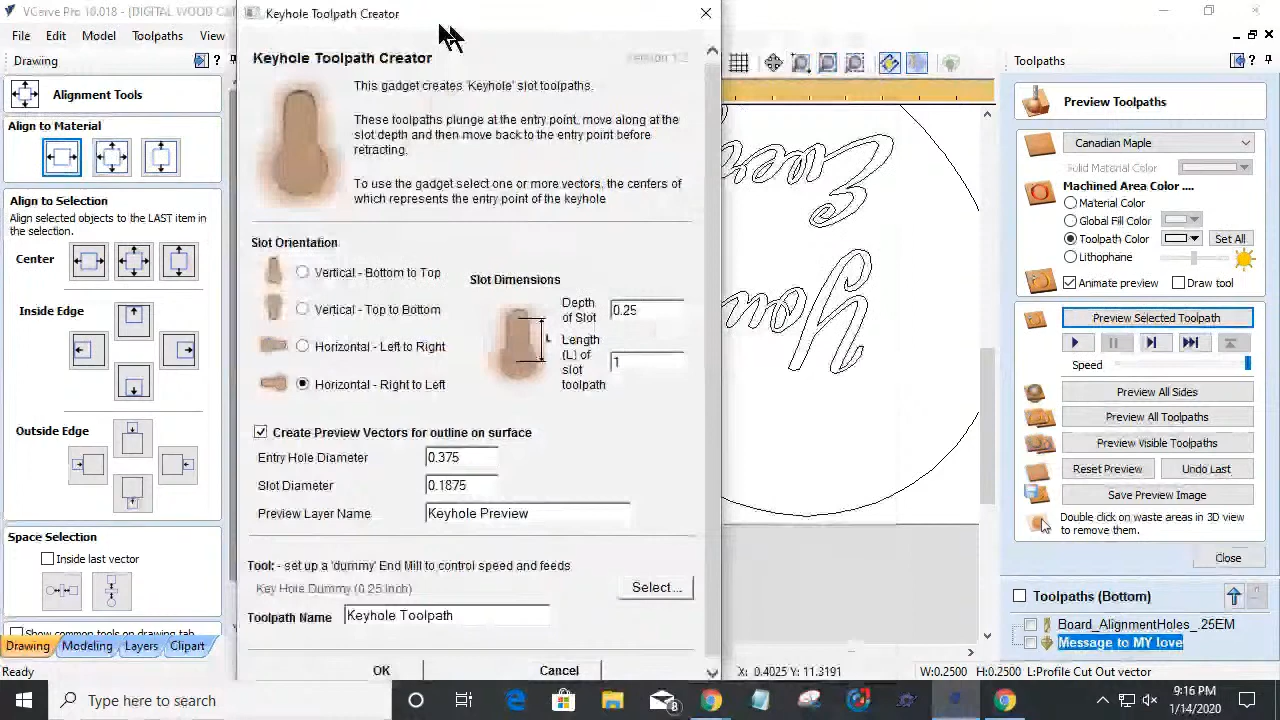 VCarve Pro 10.018 - [DIGITAL WOOD CA
Keyhole Toolpath Creator
File Edit Model Toolpaths View
Drawing
Alignment Tools
Align to Material
Align to Selection
Align selected objects to the LAST item in
the selection.
Center
Inside Edge
Outside Edge
Space Selection
Inside last vector
Show common tools on drawing tab
Drawing Modeling Layers Clipart
Ready
Keyhole Toolpath Creator
This gadget creates 'Keyhole' slot toolpaths.
These toolpaths plunge at the entry point, move along at the
slot depth and then move back to the entry point before
retracting.
To use the gadget select one or more vectors, the centers of
which represents the entry point of the keyhole
Slot Orientation
Vertical - Bottom to Top
Vertical - Top to Bottom
Horizontal - Left to Right
Horizontal - Right to Left
Slot Dimensions
L
Depth
of Slot
0.25
Length
(L) of
slot
toolpath
1
Create Preview Vectors for outline on surface
Entry Hole Diameter 0.375
Slot Diameter 0.1875
Preview Layer Name Keyhole Preview
Tool: - set up a 'dummy' End Mill to control speed and feeds
Key Hole Dummy (0.25 inch) Select...
Toolpath Name Keyhole Toolpath
OK Cancel
You
Toolpaths
Preview Toolpaths
Canadian Maple
Solid Material Color
Machined Area Color ....
Material Color
Global Fill Color
Toolpath Color Set All
Lithophane
Animate preview Draw tool
Preview Selected Toolpath
Speed
Preview All Sides
Preview All Toolpaths
Preview Visible Toolpaths
Reset Preview Undo Last
Save Preview Image
Double click on waste areas in 3D view
to remove them.
Close
Toolpaths (Bottom)
Board_AlignmentHoles_.25EM
Message to MY love
X: 0.4025 Y: 11.3191
W:0.2500 H:0.2500 L:Profile Cut Out vector
Type here to search
8
9:16 PM
1/14/2020